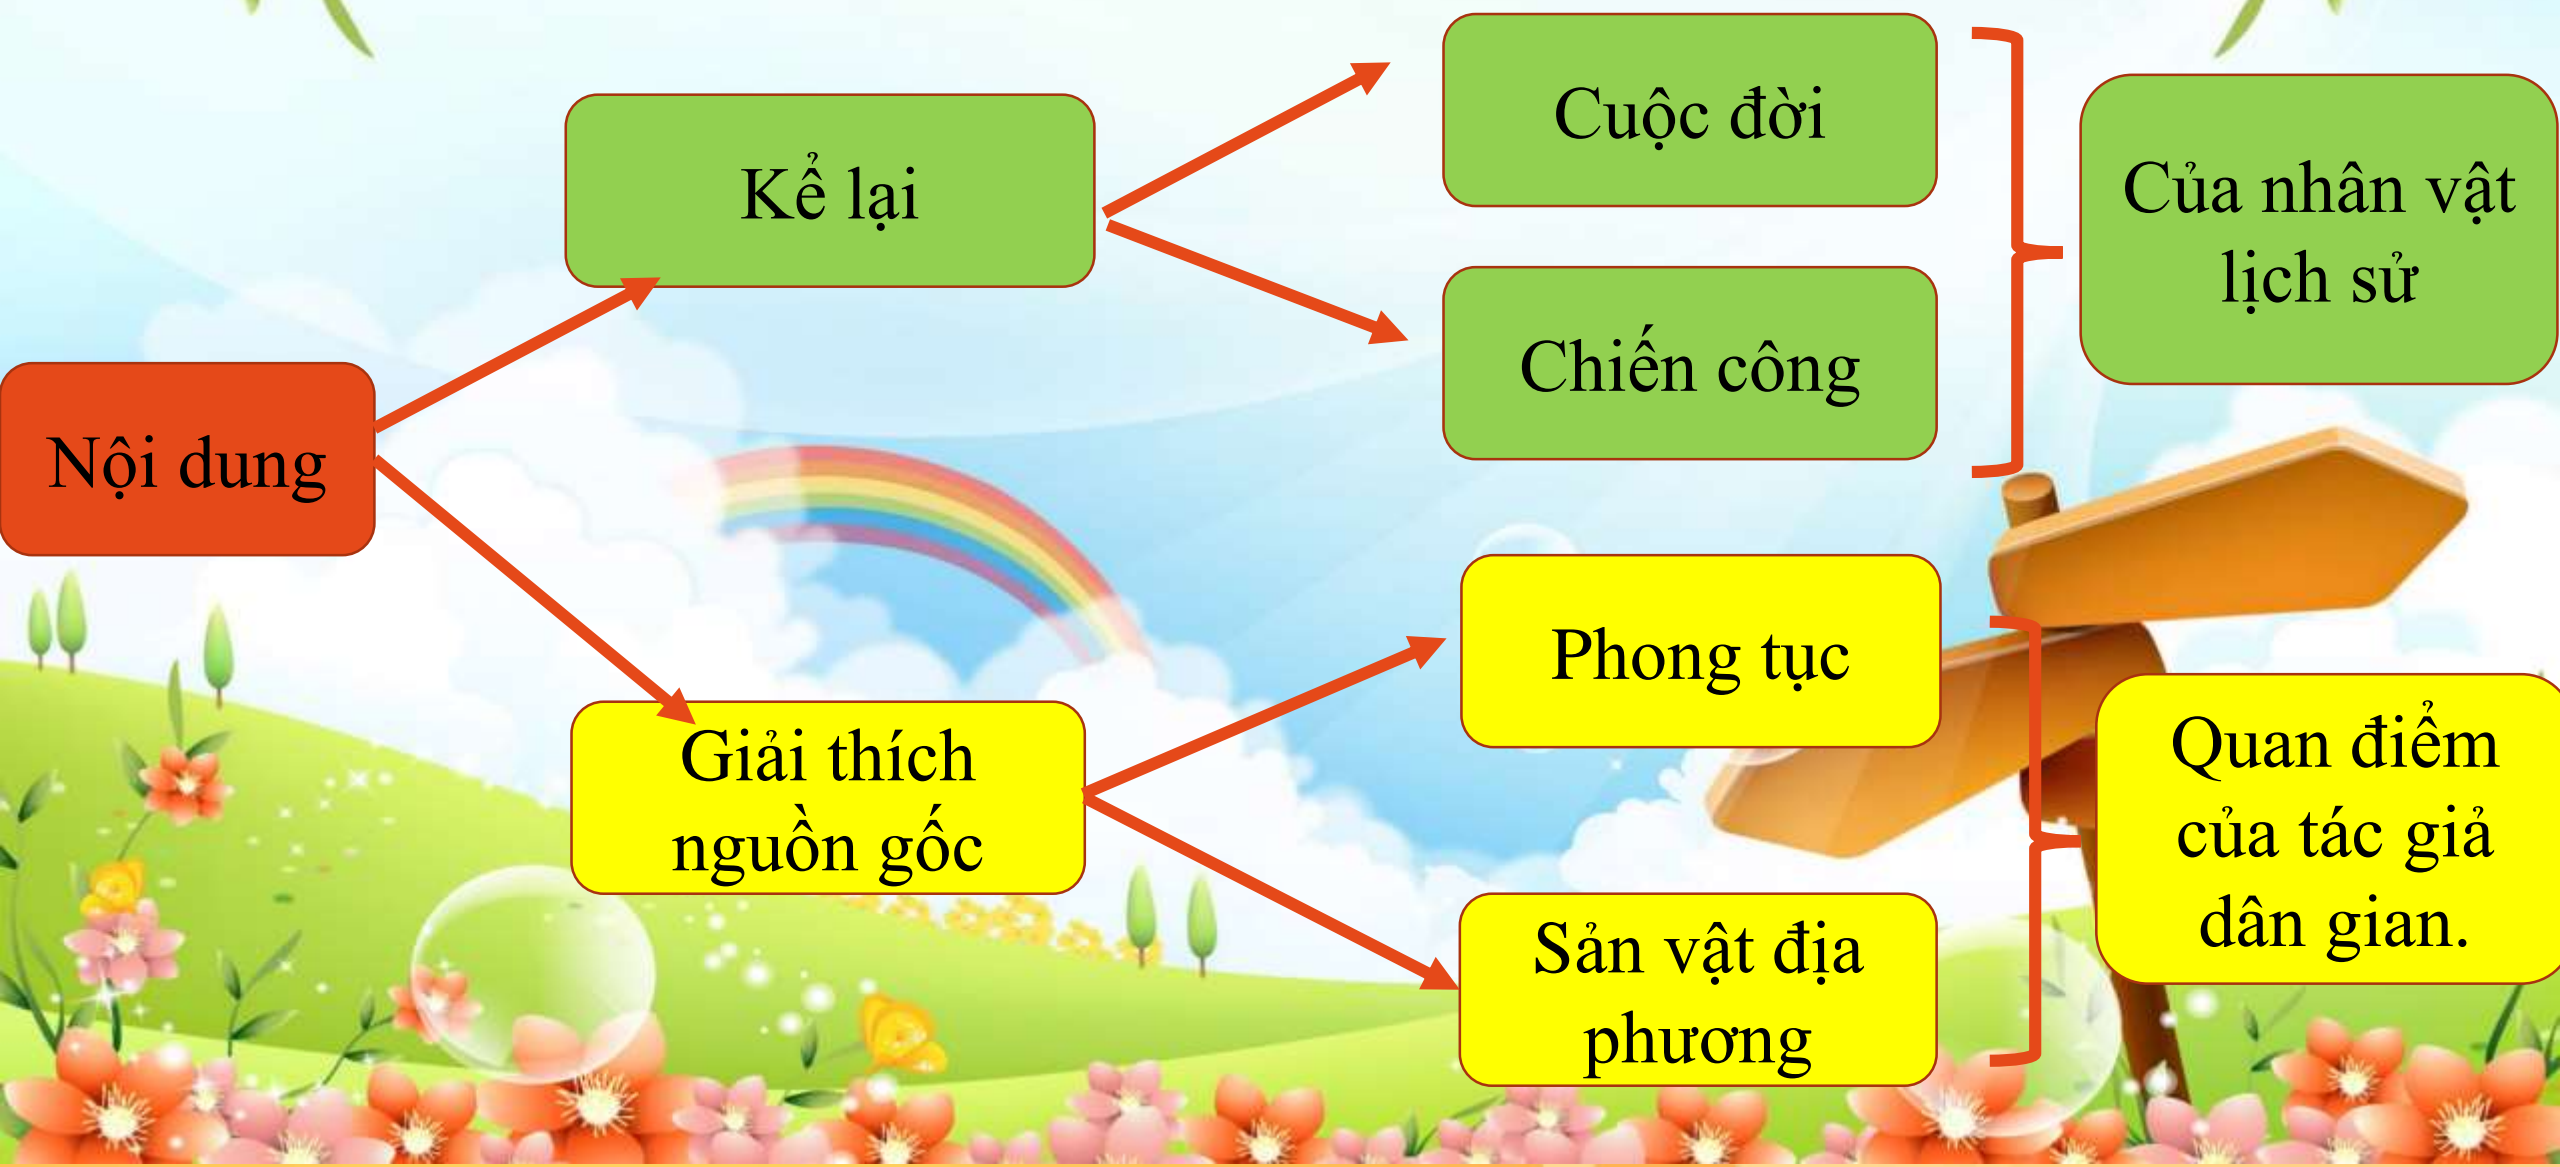 Nội dung
Kể lại
Cuộc đời
Chiến công
Của nhân vật
lịch sử
Giải thích
nguồn gốc
Phong tục
Sản vật địa
phương
Quan điểm
của tác giả
dân gian.